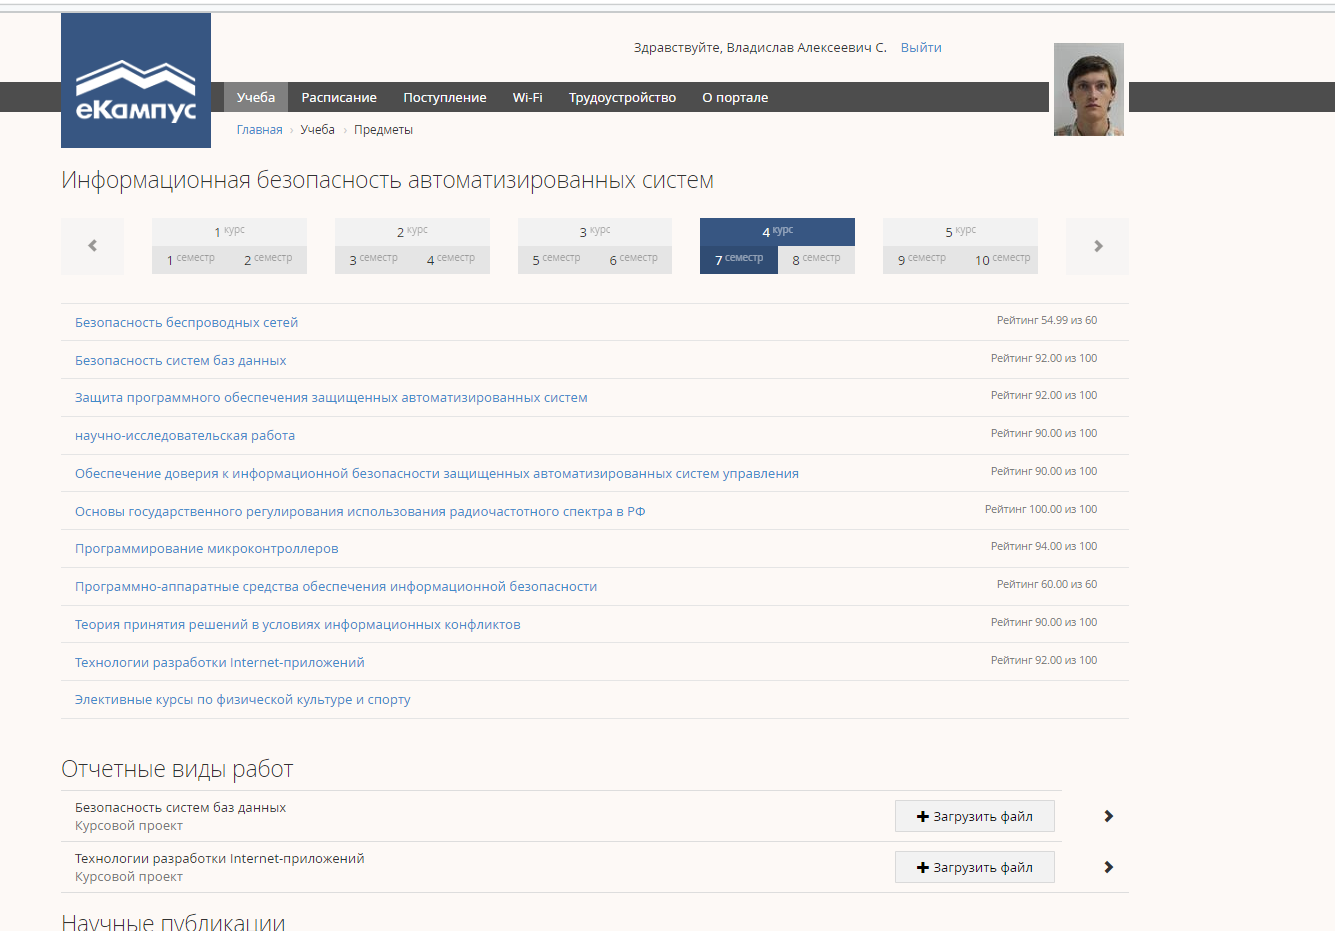 Здравствуйте, Владислав Алексеевич С. Выйти
еКампус
Учеба Расписание Поступление Wi-Fi Трудоустройство О портале
Главная › Учеба › Предметы
Информационная безопасность автоматизированных систем
1 курс 2 курс 3 курс 4 курс 5 курс
1 семестр 2 семестр 3 семестр 4 семестр 5 семестр 6 семестр 7 семестр 8 семестр 9 семестр 10 семестр
Безопасность беспроводных сетей Рейтинг 54.99 из 60
Безопасность систем баз данных Рейтинг 92.00 из 100
Защита программного обеспечения защищенных автоматизированных систем Рейтинг 92.00 из 100
научно-исследовательская работа Рейтинг 90.00 из 100
Обеспечение доверия к информационной безопасности защищенных автоматизированных систем управления Рейтинг 90.00 из 100
Основы государственного регулирования использования радиочастотного спектра в РФ Рейтинг 100.00 из 100
Программирование микроконтроллеров Рейтинг 94.00 из 100
Программно-аппаратные средства обеспечения информационной безопасности Рейтинг 60.00 из 60
Теория принятия решений в условиях информационных конфликтов Рейтинг 90.00 из 100
Технологии разработки Internet-приложений Рейтинг 92.00 из 100
Элективные курсы по физической культуре и спорту
Отчетные виды работ
Безопасность систем баз данных
Курсовой проект
Загрузить файл
Технологии разработки Internet-приложений
Курсовой проект
Загрузить файл
Научные публикации